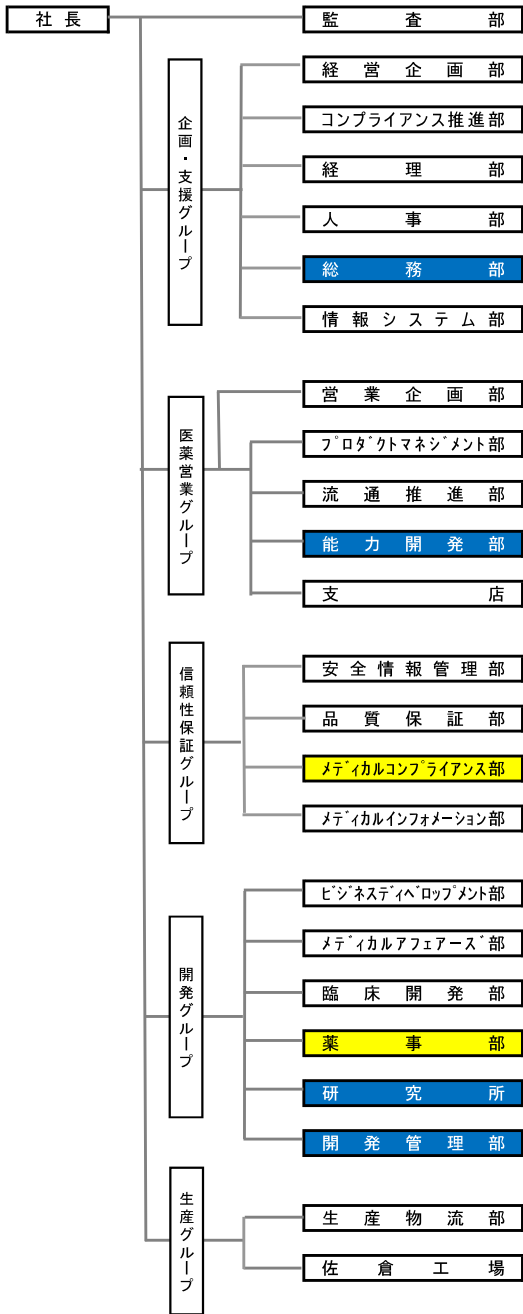 社長
監査部
企画・支援グループ
経営企画部
コンプライアンス推進部
経理部
人事部
総務部
情報システム部
医薬営業グループ
営業企画部
プロダクトマネジメント部
流通推進部
能力開発部
支店
信頼性保証グループ
安全情報管理部
品質保証部
メディカルコンプライアンス部
メディカルインフォメーション部
開発グループ
ビジネスディベロップメント部
メディカルアフェアーズ部
臨床開発部
薬事部
研究所
開発管理部
生産グループ
生産物流部
佐倉工場